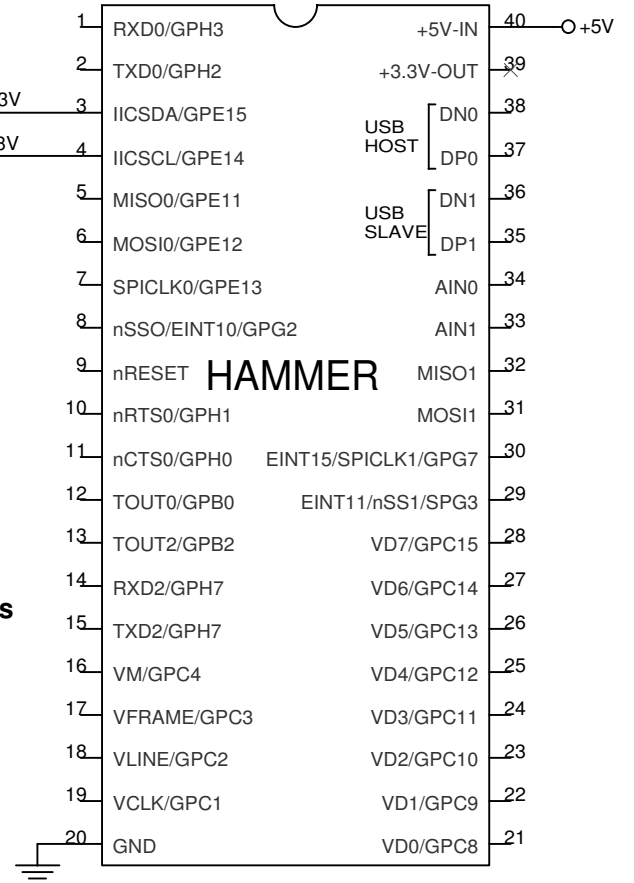 1 RXD0/GPH3 +5V-IN 40 +5V
2 TXD0/GPH2 +3.3V-OUT 39
3V 3 IICSDA/GPE15 DN0 38
USB
HOST
3V 4 IICSCL/GPE14 DP0 37
5 MISO0/GPE11 DN1 36
USB
SLAVE
6 MOSI0/GPE12 DP1 35
7 SPICLK0/GPE13 AIN0 34
8 nSSO/EINT10/GPG2 AIN1 33
9 nRESET HAMMER MISO1 32
10 nRTS0/GPH1 MOSI1 31
11 nCTS0/GPH0 EINT15/SPICLK1/GPG7 30
12 TOUT0/GPB0 EINT11/nSS1/SPG3 29
13 TOUT2/GPB2 VD7/GPC15 28
14 RXD2/GPH7 VD6/GPC14 27
s
15 TXD2/GPH7 VD5/GPC13 26
16 VM/GPC4 VD4/GPC12 25
17 VFRAME/GPC3 VD3/GPC11 24
18 VLINE/GPC2 VD2/GPC10 23
19 VCLK/GPC1 VD1/GPC9 22
20 GND VD0/GPC8 21